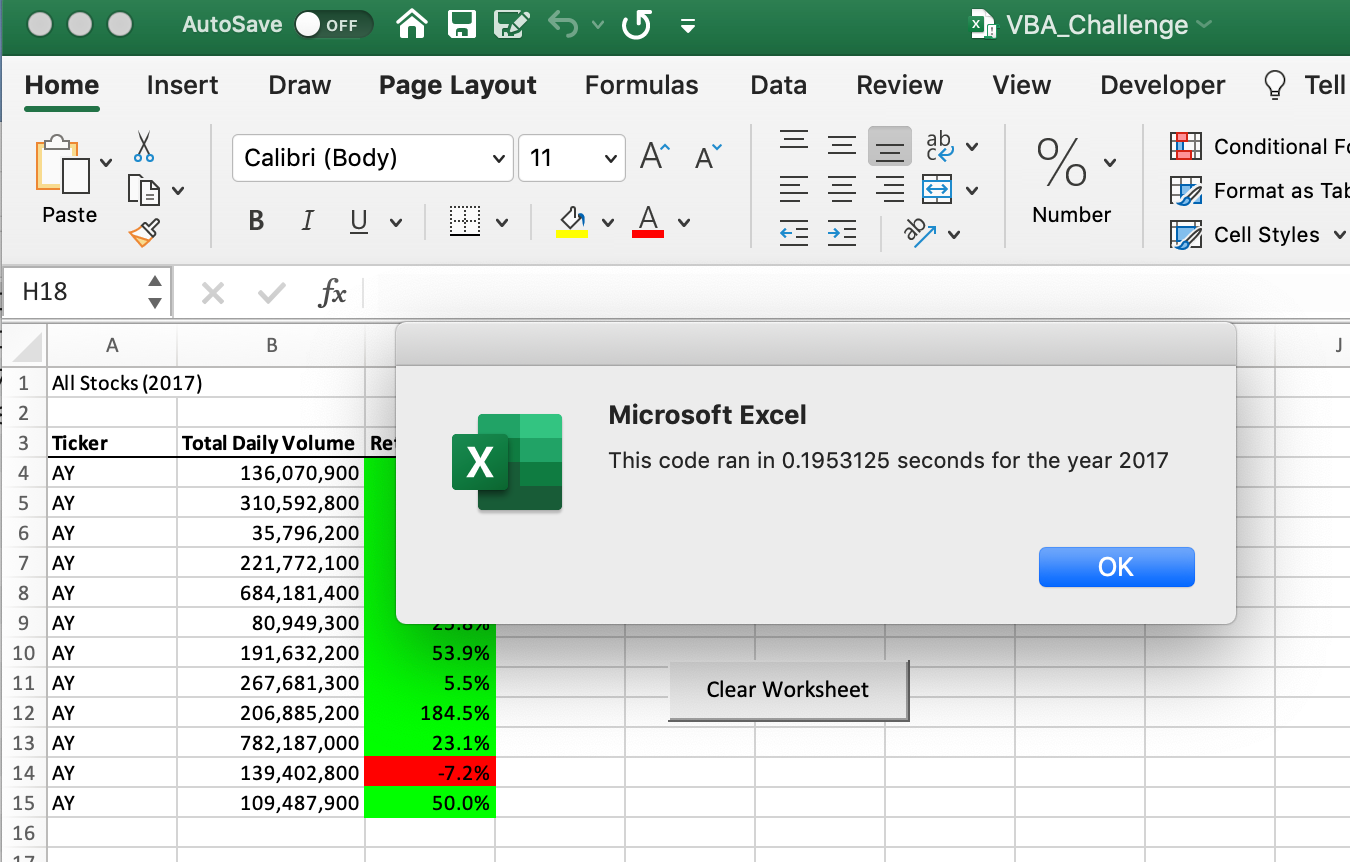 AutoSave OFF VBA_Challenge
Home Insert Draw Page Layout Formulas Data Review View Developer Tell
Calibri (Body) 11 A A ab c Conditional Fo
Format as Tab
Paste B I U A ab % Number Cell Styles
H18 fx
A B J
1 All Stocks (2017)
2
3 Ticker Total Daily Volume Ret
4 AY 136,070,900
5 AY 310,592,800
6 AY 35,796,200
7 AY 221,772,100
8 AY 684,181,400
9 AY 80,949,300 25.8%
10 AY 191,632,200 53.9%
11 AY 267,681,300 5.5%
12 AY 206,885,200 184.5%
13 AY 782,187,000 23.1%
14 AY 139,402,800 -7.2%
15 AY 109,487,900 50.0%
16
17
X
Microsoft Excel
This code ran in 0.1953125 seconds for the year 2017
OK
Clear Worksheet